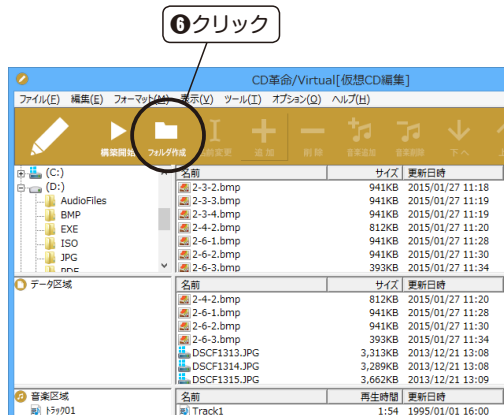 ❻クリック
CD革命/Virtual[仮想CD編集]
ファイル(F) 編集(E) フォーマット(M) 表示(V) ツール(T) オプション(O) ヘルプ(H)
構築開始 フォルダ作成 名前変更 追加 削除 音楽追加 音楽削除 下へ 上
(C:)
(D:)
AudioFiles
BMP
EXE
ISO
JPG
PDF
名前 サイズ 更新日時
2-3-2.bmp 941KB 2015/01/27 11:18
2-3-3.bmp 941KB 2015/01/27 11:19
2-3-4.bmp 941KB 2015/01/27 11:19
2-4-2.bmp 812KB 2015/01/27 11:20
2-6-1.bmp 941KB 2015/01/27 11:28
2-6-2.bmp 941KB 2015/01/27 11:30
2-6-3.bmp 393KB 2015/01/27 11:34
データ区域
名前 サイズ 更新日時
2-4-2.bmp 812KB 2015/01/27 11:20
2-6-1.bmp 941KB 2015/01/27 11:28
2-6-2.bmp 941KB 2015/01/27 11:30
2-6-3.bmp 393KB 2015/01/27 11:34
DSCF1313.JPG 3,313KB 2013/12/21 13:08
DSCF1314.JPG 3,289KB 2013/12/21 13:08
DSCF1315.JPG 3,662KB 2013/12/21 13:09
音楽区域
トラック01
名前 再生時間 更新日時
Track1 1:54 1995/01/01 16:00